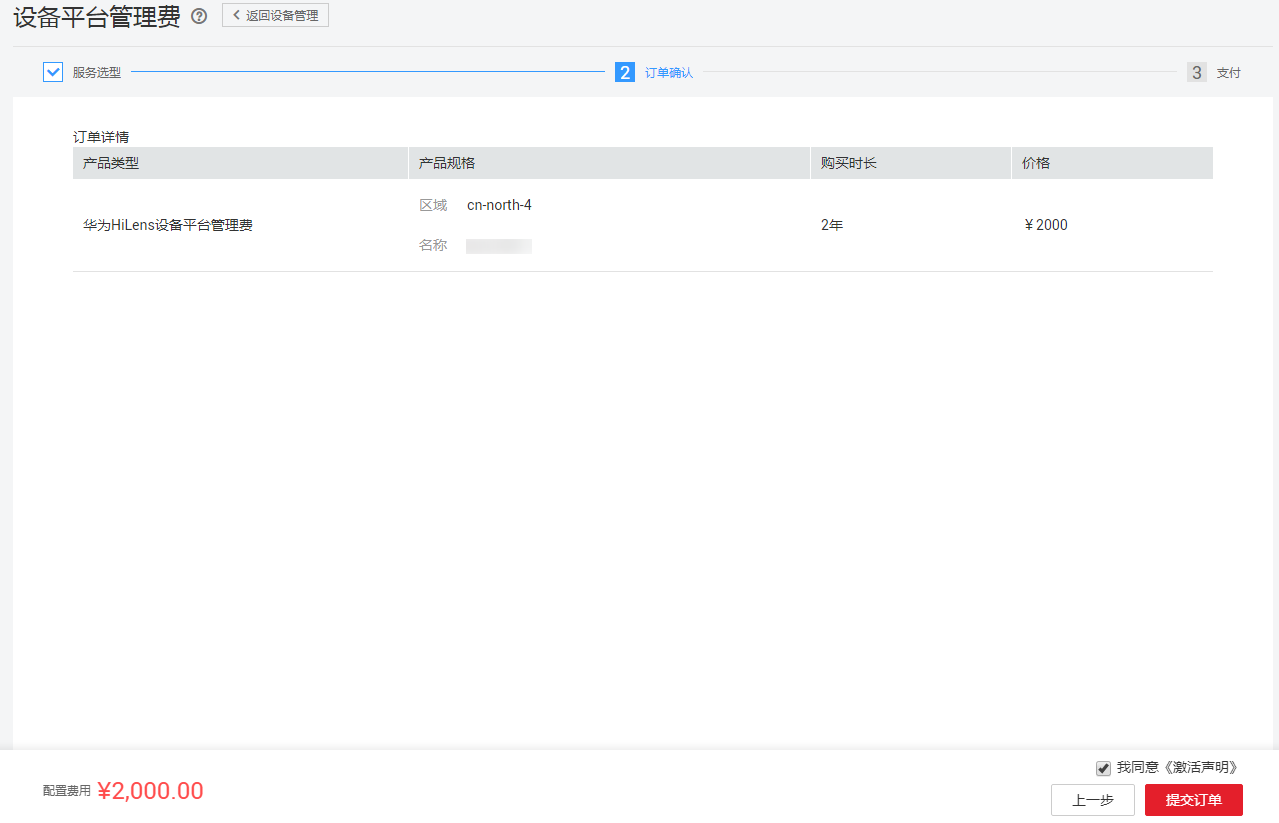 设备平台管理费 返回设备管理
服务选型 2 订单确认 3 支付
订单详情
产品类型 产品规格 购买时长 价格
区域 cn-north-4
华为HiLens设备平台管理费 2年 ¥2000
名称
我同意《激活声明》
配置费用 ¥2,000.00
上一步 提交订单